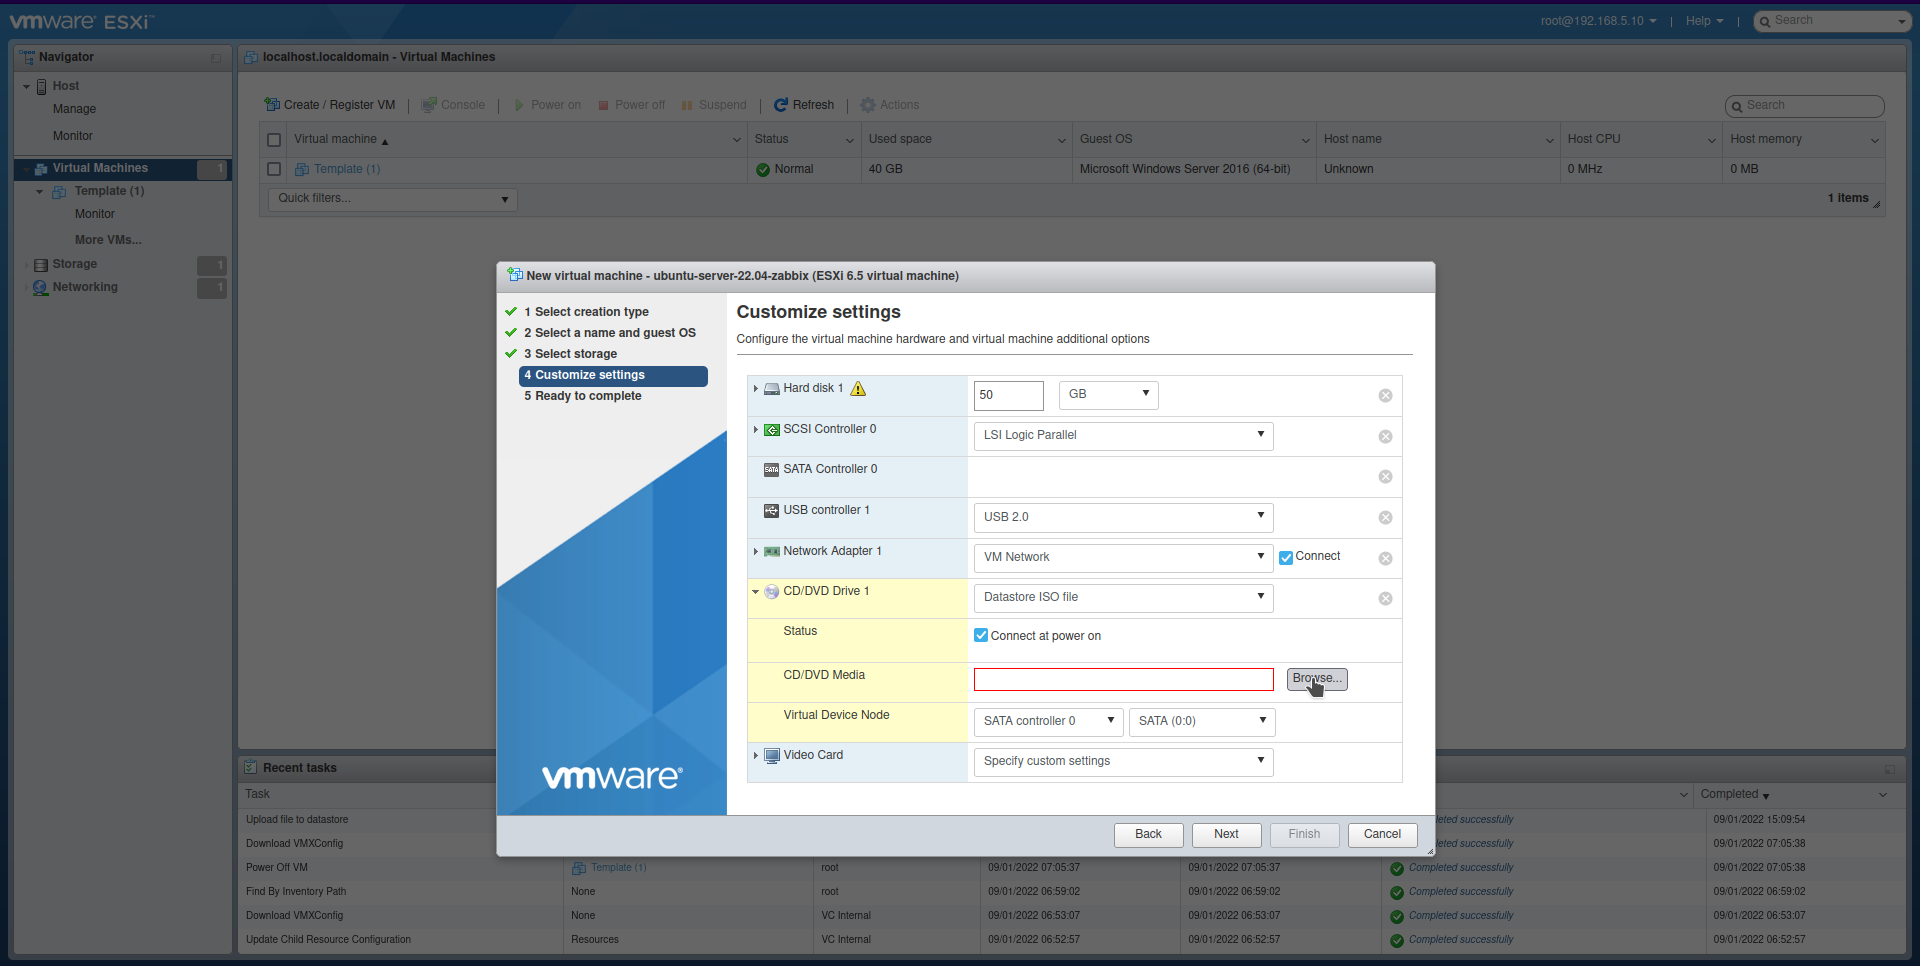 vmware ESXi™
root@192.168.5.10 | Help | Search
Navigator
Host
Manage
Monitor
Virtual Machines 1
Template (1)
Monitor
More VMs...
Storage 1
Networking 1
localhost.localdomain - Virtual Machines
Create / Register VM | Console | Power on Power off Suspend | Refresh | Actions
Search
Virtual machine Status Used space Guest OS Host name Host CPU Host memory
Template (1) Normal 40 GB Microsoft Windows Server 2016 (64-bit) Unknown 0 MHz 0 MB
Quick filters... 1 items
New virtual machine - ubuntu-server-22.04-zabbix (ESXi 6.5 virtual machine)
1 Select creation type
2 Select a name and guest OS
3 Select storage
4 Customize settings
5 Ready to complete
vmware®
Customize settings
Configure the virtual machine hardware and virtual machine additional options
Hard disk 1 50 GB
SCSI Controller 0 LSI Logic Parallel
SATA SATA Controller 0
USB controller 1 USB 2.0
Network Adapter 1 VM Network Connect
CD/DVD Drive 1 Datastore ISO file
Status Connect at power on
CD/DVD Media Browse...
Virtual Device Node SATA controller 0 SATA (0:0)
Video Card Specify custom settings
Back Next Finish Cancel
Recent tasks
Task Completed
Upload file to datastore successfully 09/01/2022 15:09:54
Download VMXConfig successfully 09/01/2022 07:05:38
Power Off VM Template (1) root 09/01/2022 07:05:37 09/01/2022 07:05:37 Completed successfully 09/01/2022 07:05:38
Find By Inventory Path None root 09/01/2022 06:59:02 09/01/2022 06:59:02 Completed successfully 09/01/2022 06:59:02
Download VMXConfig None VC Internal 09/01/2022 06:53:07 09/01/2022 06:53:07 Completed successfully 09/01/2022 06:53:07
Update Child Resource Configuration Resources VC Internal 09/01/2022 06:52:57 09/01/2022 06:52:57 Completed successfully 09/01/2022 06:52:57